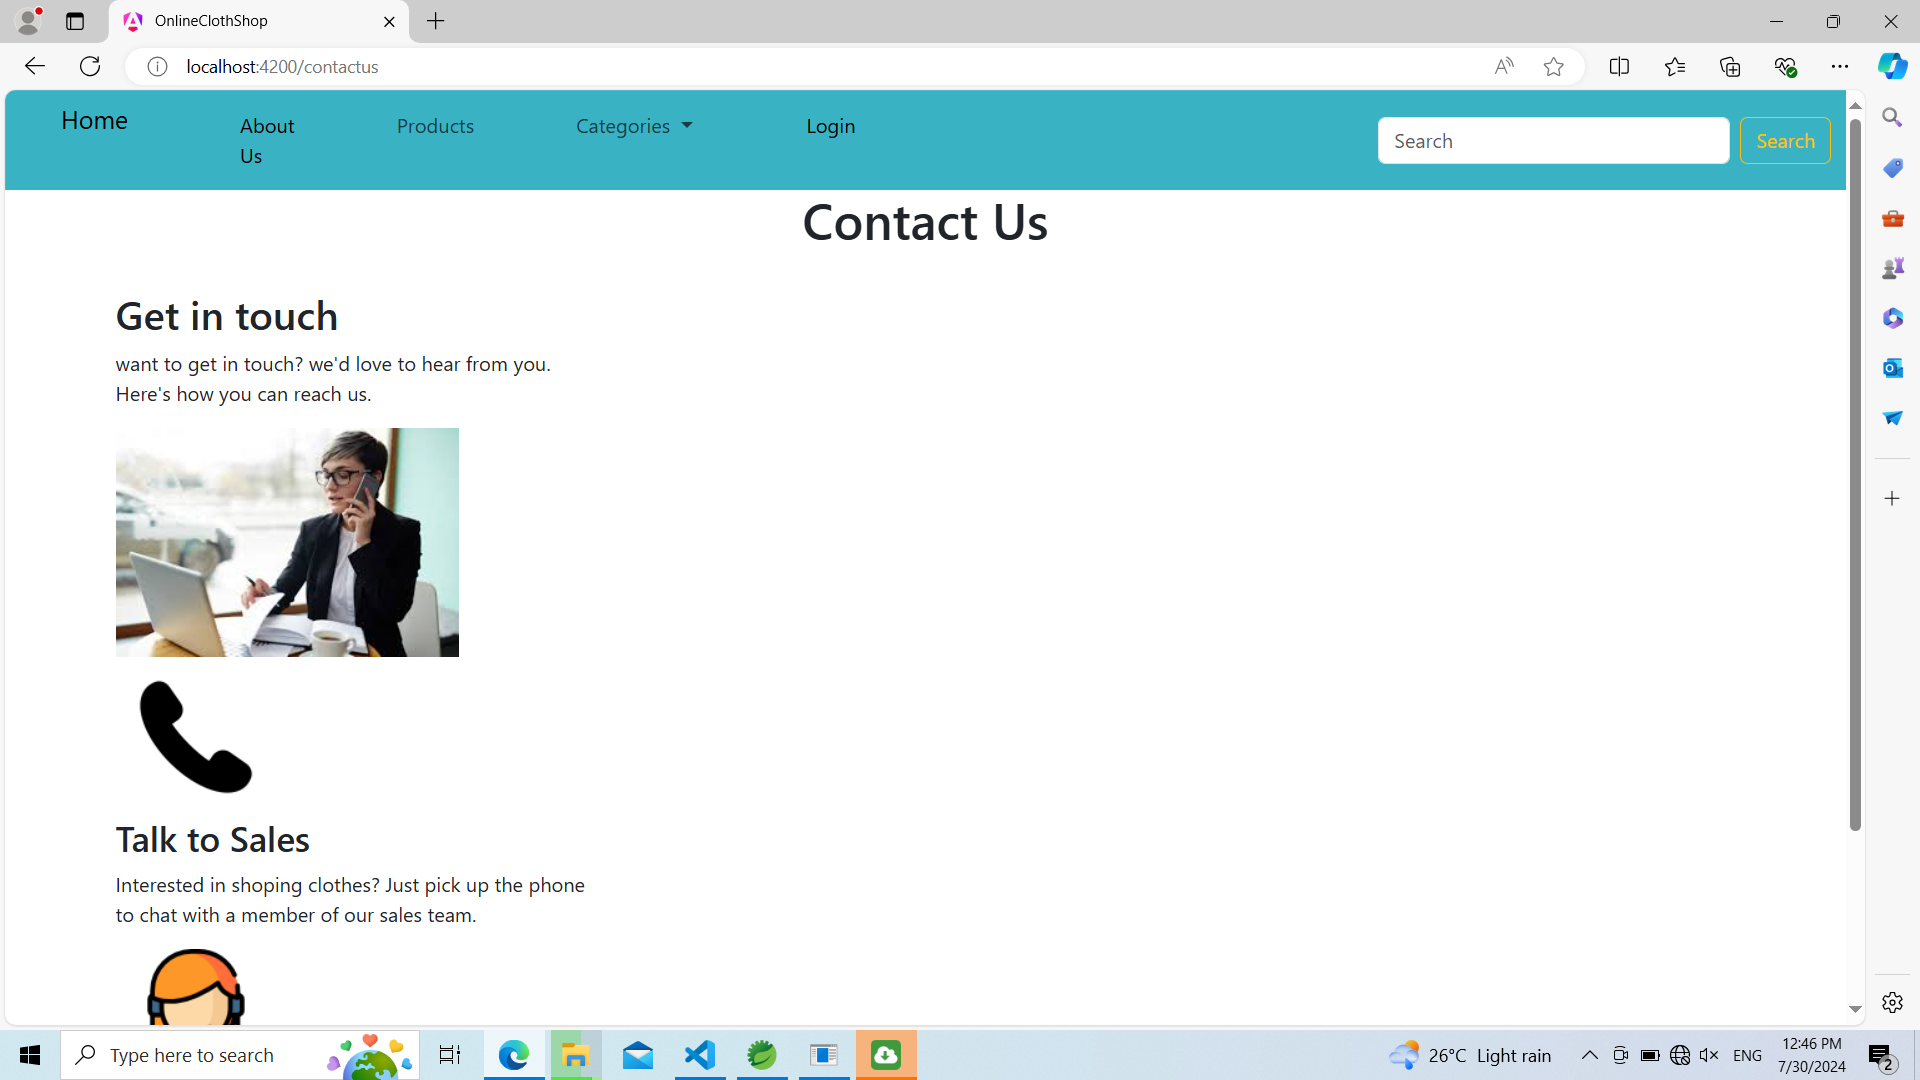 OnlineClothShop
localhost:4200/contactus
Home
About
Us
Products
Categories
Login
Search
Search
Contact Us
Get in touch
want to get in touch? we'd love to hear from you.
Here's how you can reach us.
Talk to Sales
Interested in shoping clothes? Just pick up the phone
to chat with a member of our sales team.
Type here to search
26°C Light rain
ENG
12:46 PM
7/30/2024
2